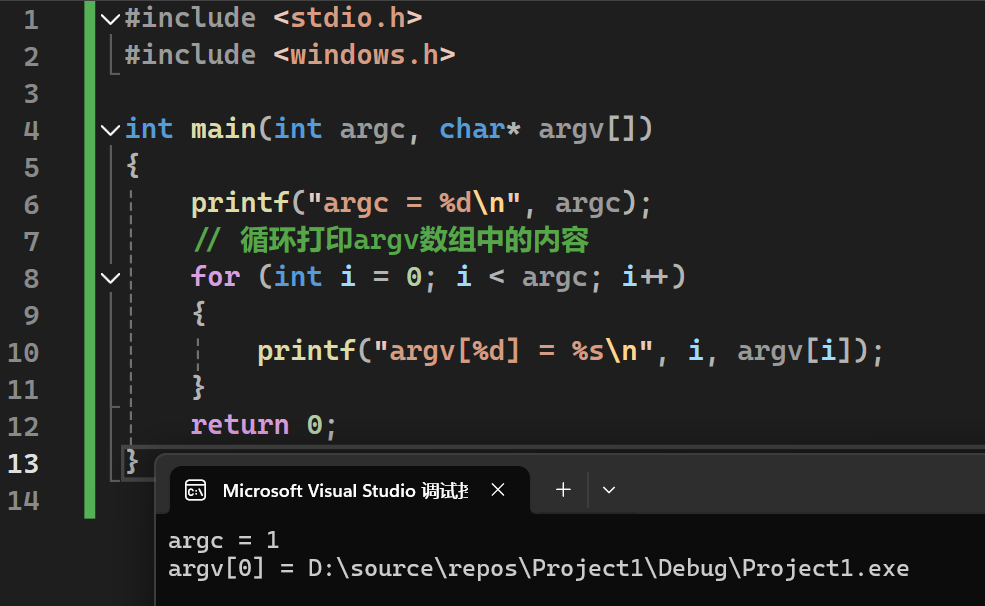 1 #include <stdio.h>
2 #include <windows.h>
3
4 int main(int argc, char* argv[])
5 {
6     printf("argc = %d\n", argc);
7     // 循环打印argv数组中的内容
8     for (int i = 0; i < argc; i++)
9     {
10         printf("argv[%d] = %s\n", i, argv[i]);
11     }
12     return 0;
13 }
14
Microsoft Visual Studio 调试
argc = 1
argv[0] = D:\source\repos\Project1\Debug\Project1.exe